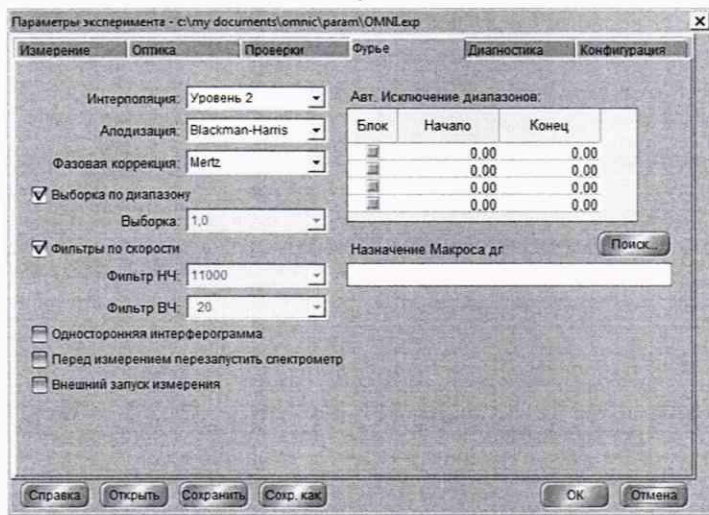 Параметры эксперимента - c:\my documents\omnic\param\OMNI.exp
Измерение Оптика Проверки Фурье Диагностика Конфигурация
Интерполяция: Уровень 2
Аподизация: Blackman-Harris
Фазовая коррекция: Mertz
Выборка по диапазону
Выборка: 1,0
Фильтры по скорости
Фильтр НЧ: 11000
Фильтр ВЧ: 20
Односторонняя интерферограмма
Перед измерением перезапустить спектрометр
Внешний запуск измерения
Авт. Исключение диапазонов:
Блок Начало Конец
0,00 0,00
0,00 0,00
0,00 0,00
0,00 0,00
Назначение Макроса дг
Поиск...
Справка Открыть Сохранить Сохр. как OK Отмена